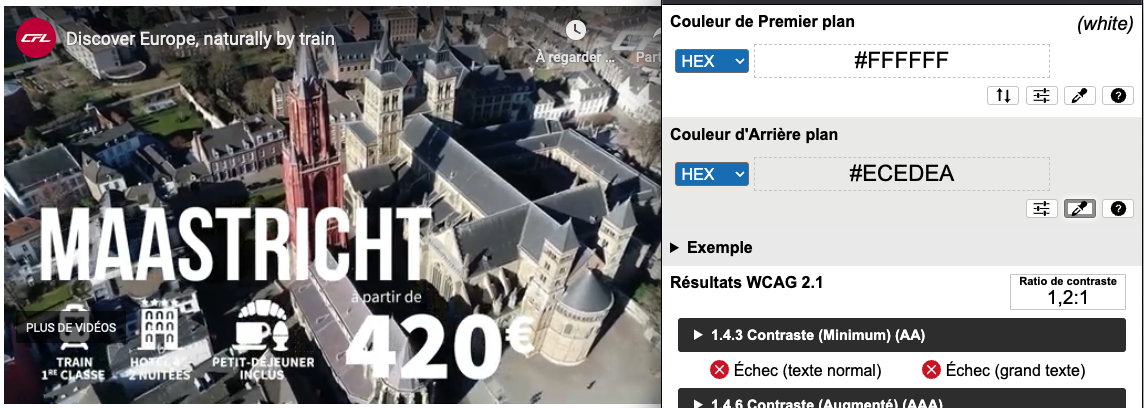 CFL Discover Europe, naturally by train
À regarder ...
MAASTRICHT
à partir de
420€
PLUS DE VIDÉOS
TRAIN
1RE CLASSE
HOTEL 4*
2 NUITÉES
PETIT-DÉJEUNER
INCLUS
Couleur de Premier plan
(white)
HEX
#FFFFFF
Couleur d'Arrière plan
HEX
#ECEDEA
Exemple
Résultats WCAG 2.1
Ratio de contraste
1,2:1
1.4.3 Contraste (Minimum) (AA)
Échec (texte normal)
Échec (grand texte)
1.4.6 Contraste (Augmenté) (AAA)